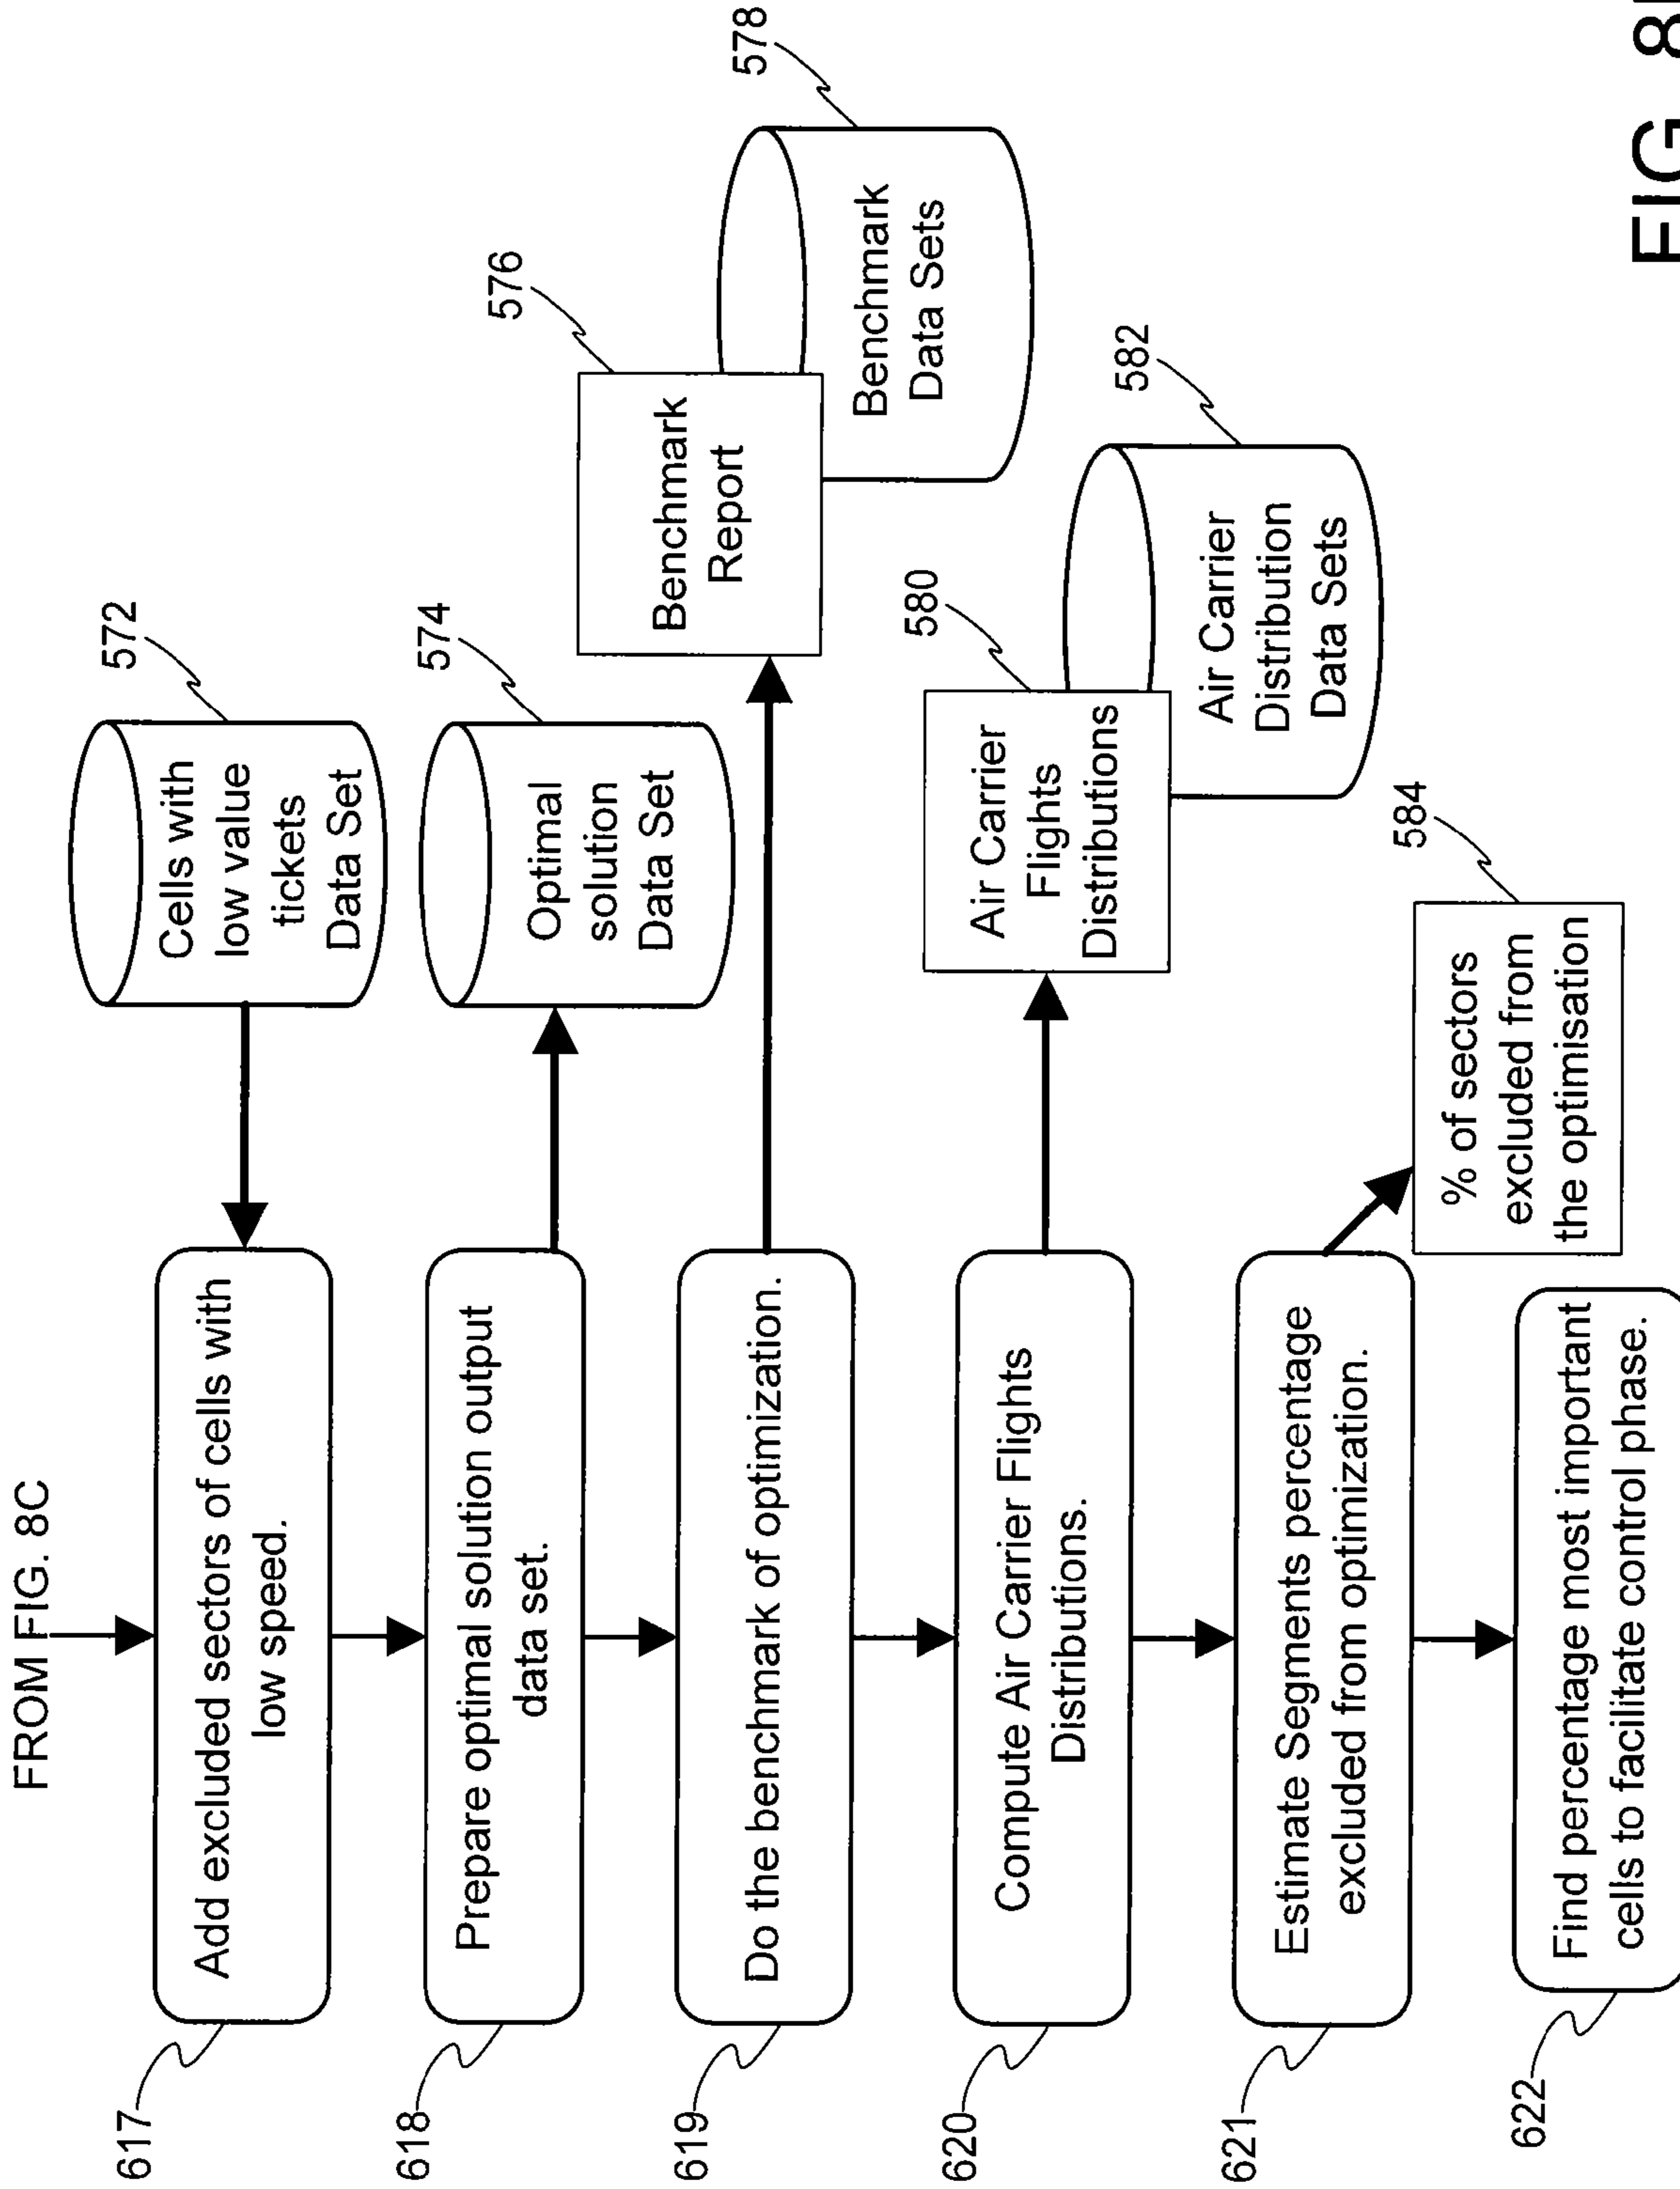 FROM FIG. 8C
617
Add excluded sectors of cells with
low speed.
572
Cells with
low value
tickets
Data Set
618
Prepare optimal solution output
data set.
574
Optimal
solution
Data Set
619
Do the benchmark of optimization.
576
Benchmark
Report
578
Benchmark
Data Sets
620
Compute Air Carrier Flights
Distributions.
580
Air Carrier
Flights
Distributions
582
Air Carrier
Distribution
Data Sets
621
Estimate Segments percentage
excluded from optimization.
584
% of sectors
excluded from
the optimisation
622
Find percentage most important
cells to facilitate control phase.
FIG. 8